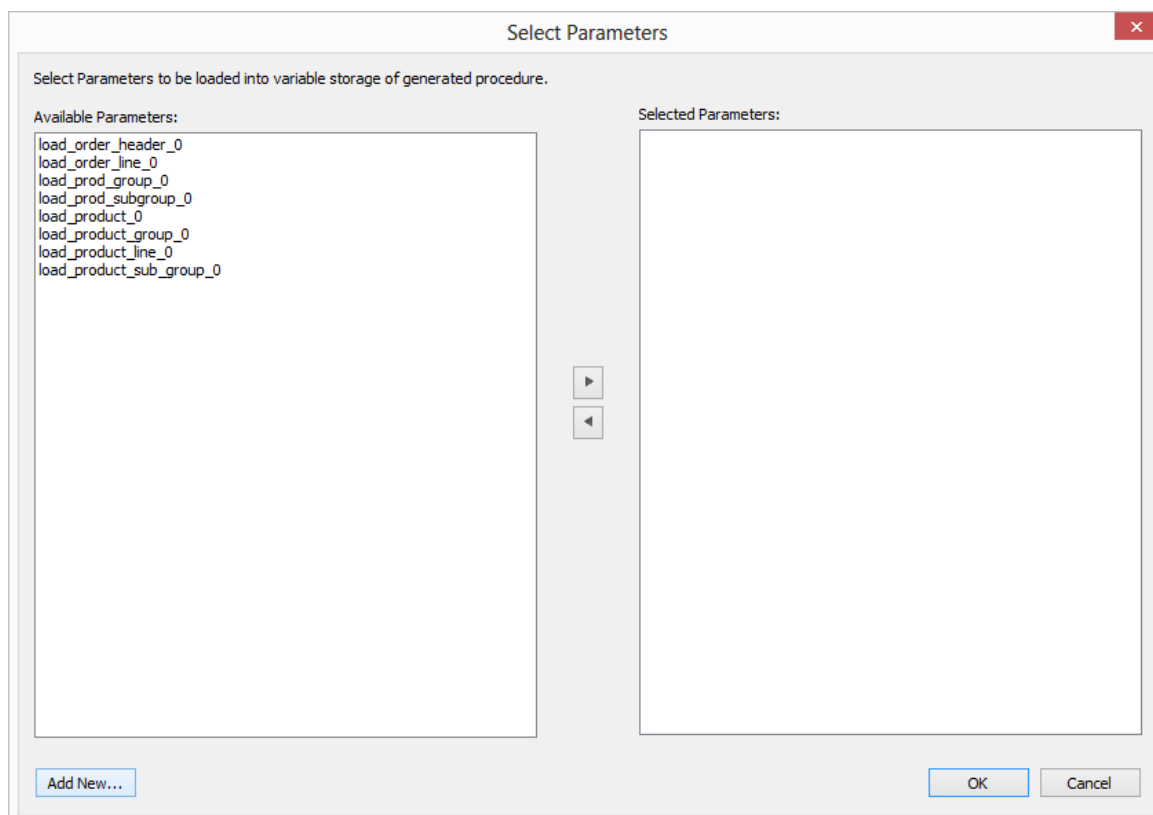 Select Parameters
Select Parameters to be loaded into variable storage of generated procedure.
Available Parameters:
load_order_header_0
load_order_line_0
load_prod_group_0
load_prod_subgroup_0
load_product_0
load_product_group_0
load_product_line_0
load_product_sub_group_0
Selected Parameters:
Add New...
OK
Cancel